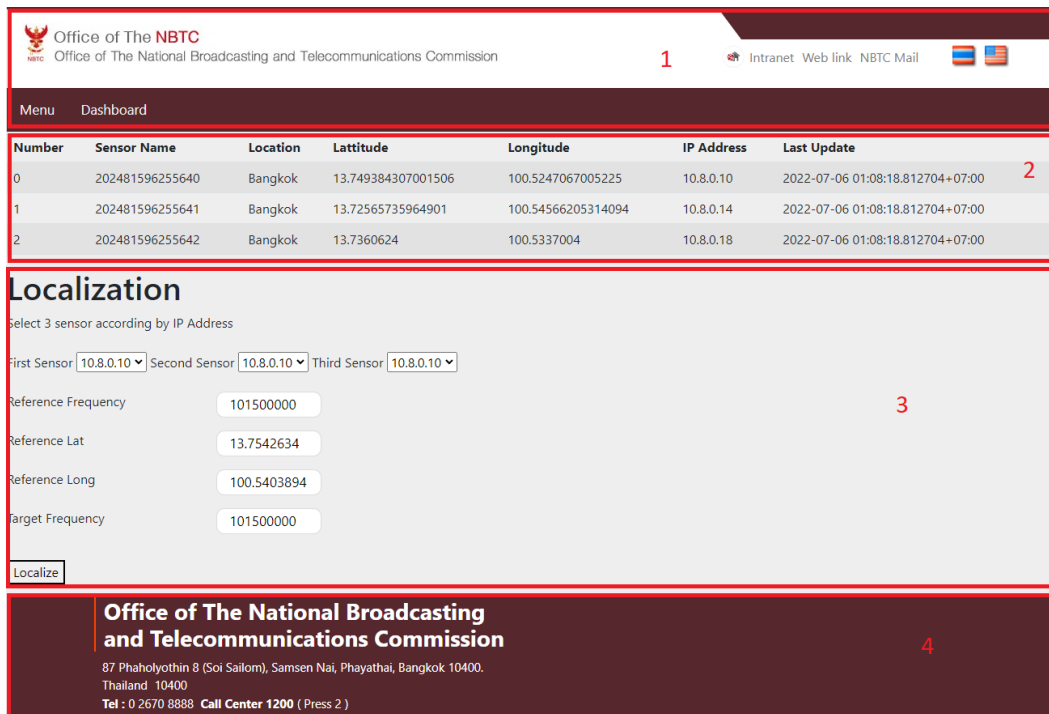 Office of The NBTC
NBTC Office of The National Broadcasting and Telecommunications Commission
1
Intranet Web link NBTC Mail
Menu Dashboard
Number Sensor Name Location Lattitude Longitude IP Address Last Update
2
0 202481596255640 Bangkok 13.749384307001506 100.5247067005225 10.8.0.10 2022-07-06 01:08:18.812704+07:00
1 202481596255641 Bangkok 13.72565735964901 100.54566205314094 10.8.0.14 2022-07-06 01:08:18.812704+07:00
2 202481596255642 Bangkok 13.7360624 100.5337004 10.8.0.18 2022-07-06 01:08:18.812704+07:00
Localization
Select 3 sensor according by IP Address
First Sensor 10.8.0.10 Second Sensor 10.8.0.10 Third Sensor 10.8.0.10
Reference Frequency 101500000
3
Reference Lat 13.7542634
Reference Long 100.5403894
Target Frequency 101500000
Localize
Office of The National Broadcasting
and Telecommunications Commission
4
87 Phaholyothin 8 (Soi Sailom), Samsen Nai, Phayathai, Bangkok 10400.
Thailand 10400
Tel : 0 2670 8888 Call Center 1200 ( Press 2 )